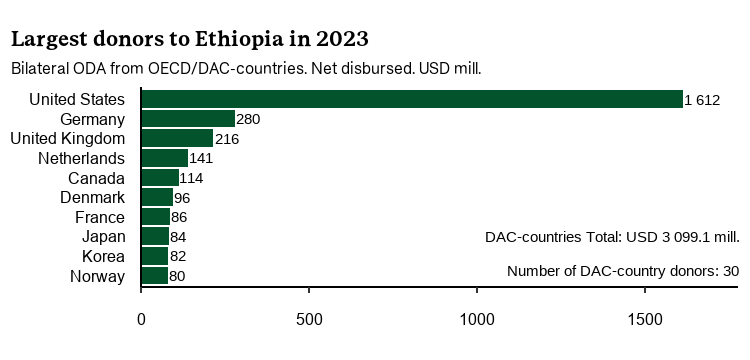 Largest donors to Ethiopia in 2023
Bilateral ODA from OECD/DAC-countries. Net disbursed. USD mill.
United States 1 612
Germany 280
United Kingdom 216
Netherlands 141
Canada 114
Denmark 96
France 86
Japan 84
Korea 82
Norway 80
DAC-countries Total: USD 3 099.1 mill.
Number of DAC-country donors: 30
0 500 1000 1500